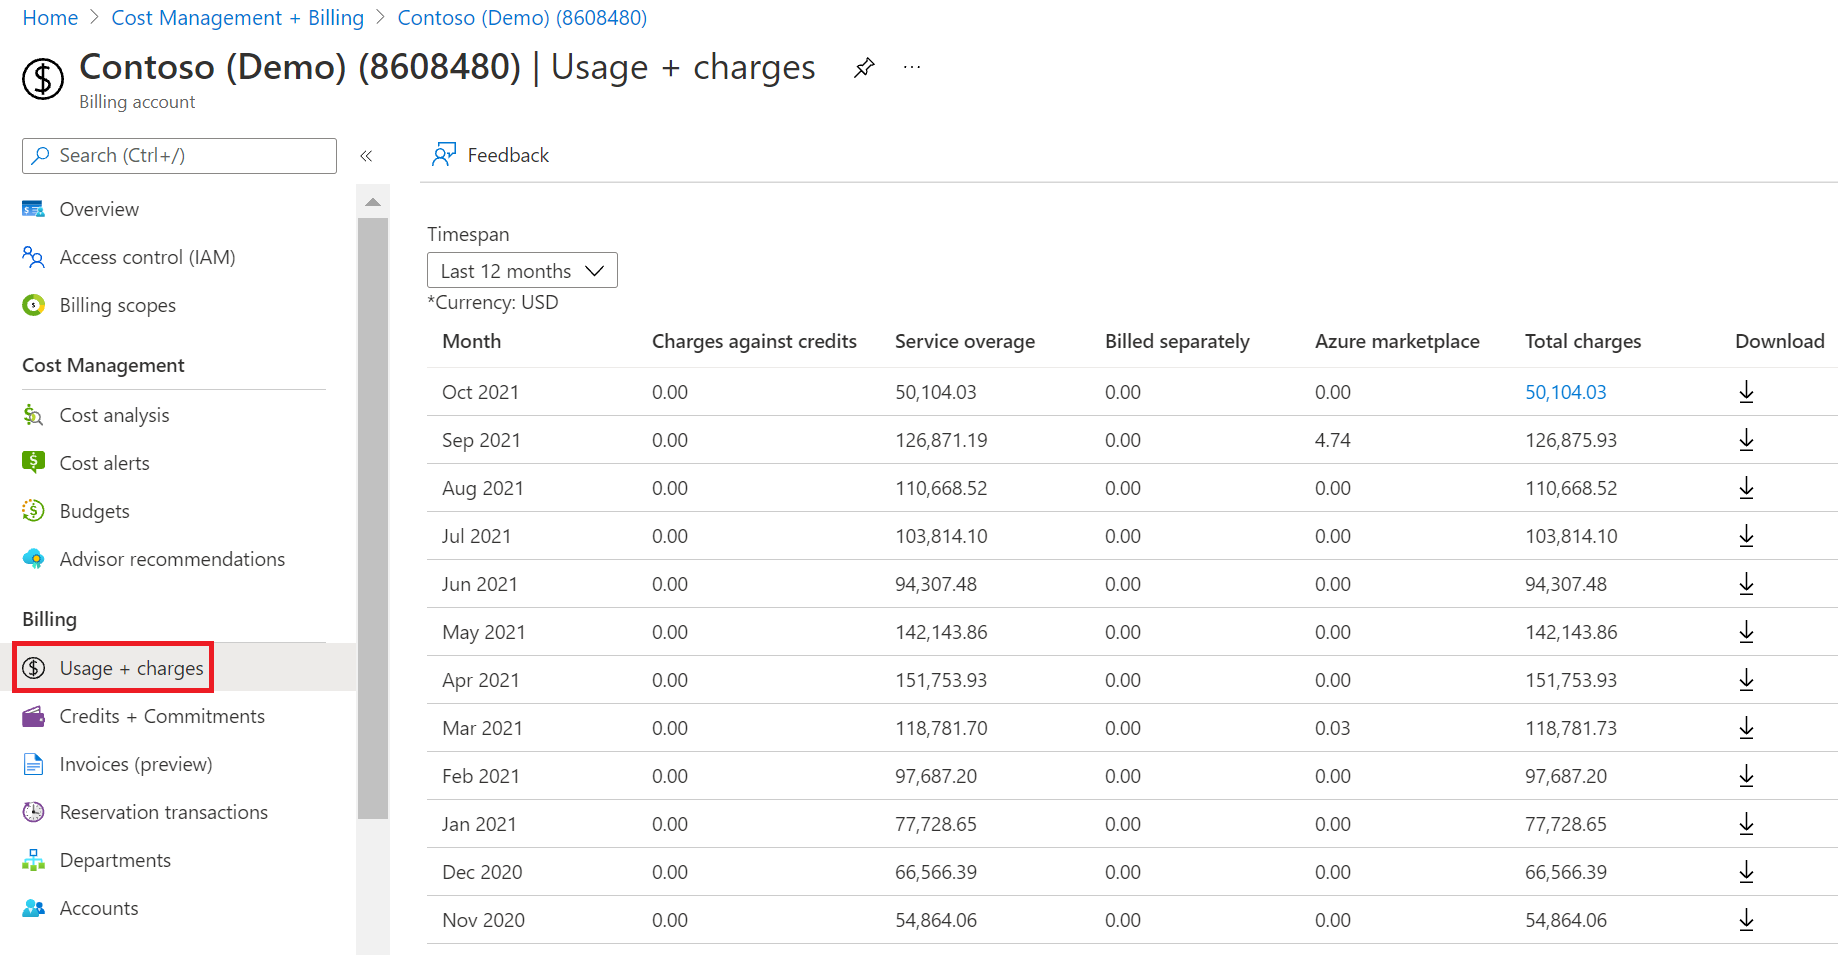 Home > Cost Management + Billing > Contoso (Demo) (8608480)
Contoso (Demo) (8608480) | Usage + charges ...
Billing account
Search (Ctrl+/) «
Overview
Access control (IAM)
Billing scopes
Cost Management
Cost analysis
Cost alerts
Budgets
Advisor recommendations
Billing
Usage + charges
Credits + Commitments
Invoices (preview)
Reservation transactions
Departments
Accounts
Feedback
Timespan
Last 12 months
*Currency: USD
Month Charges against credits Service overage Billed separately Azure marketplace Total charges Download
Oct 2021 0.00 50,104.03 0.00 0.00 50,104.03
Sep 2021 0.00 126,871.19 0.00 4.74 126,875.93
Aug 2021 0.00 110,668.52 0.00 0.00 110,668.52
Jul 2021 0.00 103,814.10 0.00 0.00 103,814.10
Jun 2021 0.00 94,307.48 0.00 0.00 94,307.48
May 2021 0.00 142,143.86 0.00 0.00 142,143.86
Apr 2021 0.00 151,753.93 0.00 0.00 151,753.93
Mar 2021 0.00 118,781.70 0.00 0.03 118,781.73
Feb 2021 0.00 97,687.20 0.00 0.00 97,687.20
Jan 2021 0.00 77,728.65 0.00 0.00 77,728.65
Dec 2020 0.00 66,566.39 0.00 0.00 66,566.39
Nov 2020 0.00 54,864.06 0.00 0.00 54,864.06